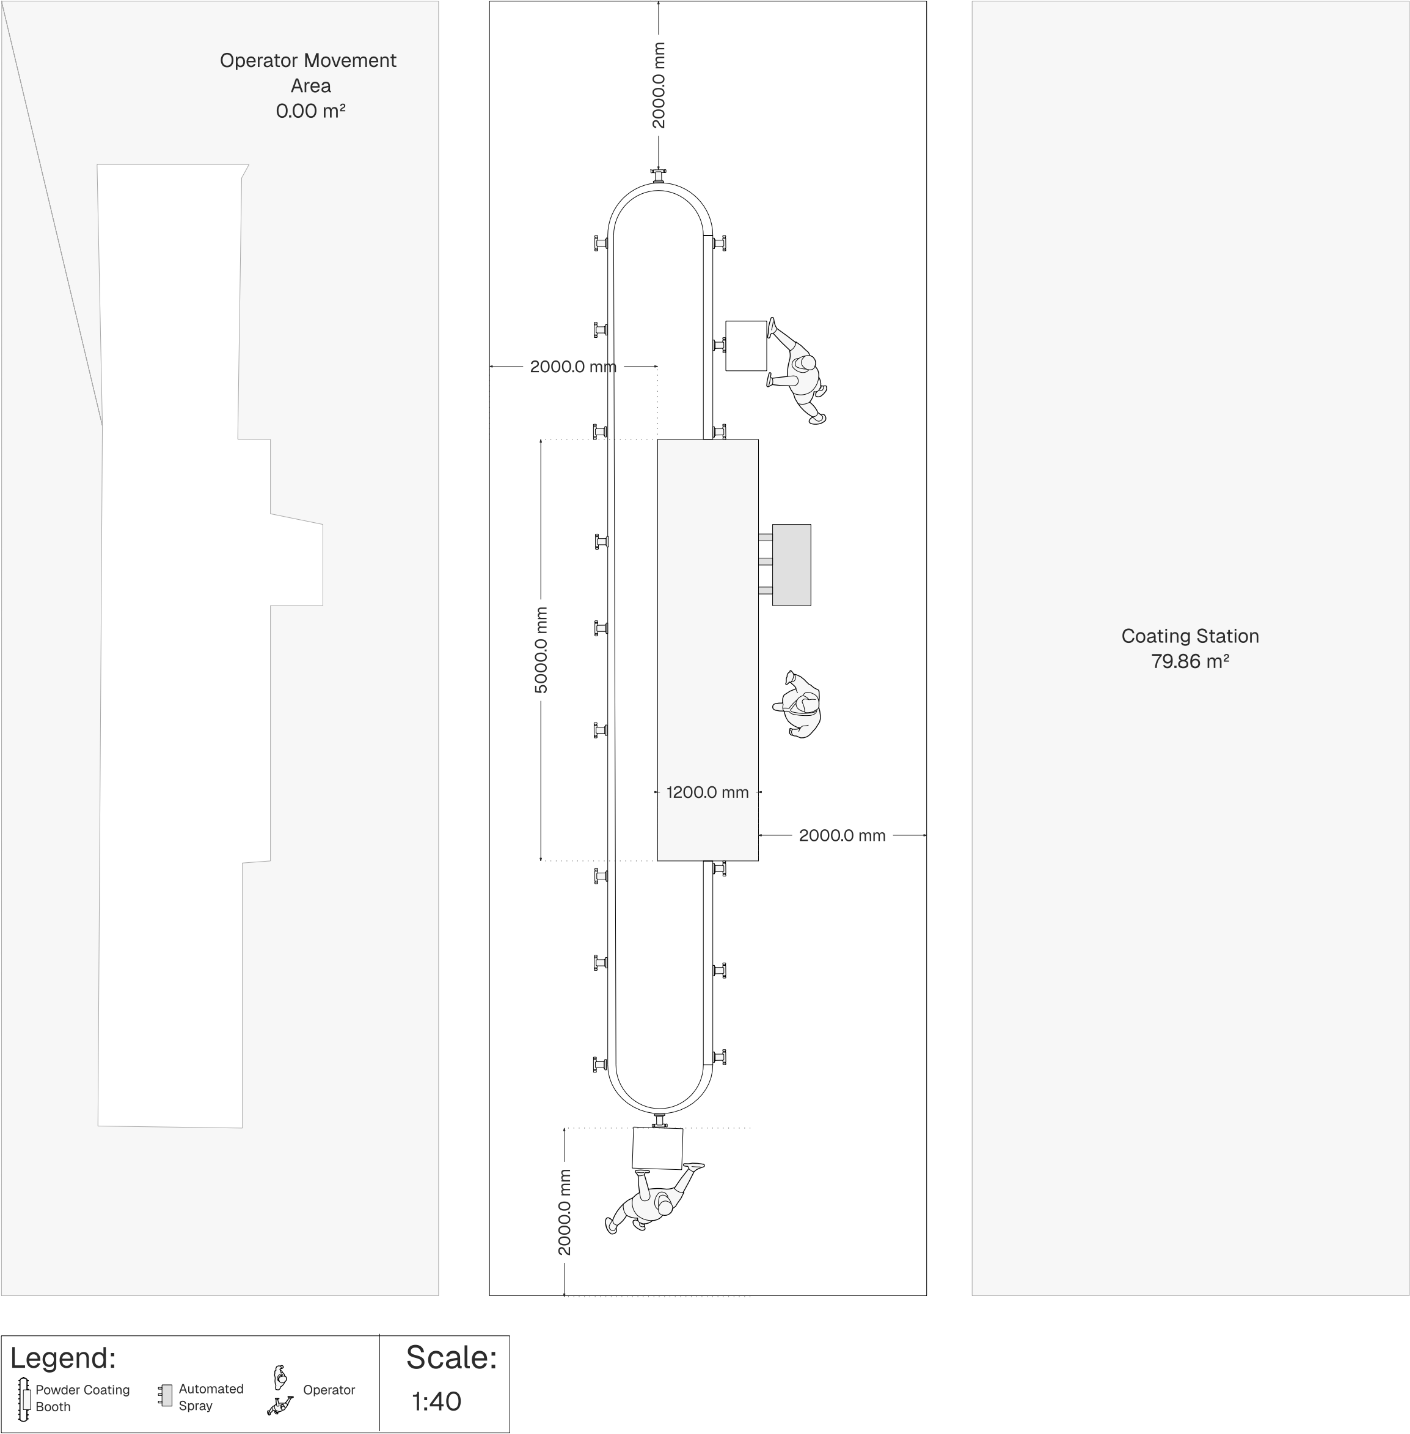 Operator Movement
Area
0.00 m²
2000.0 mm
2000.0 mm
5000.0 mm
1200.0 mm
2000.0 mm
2000.0 mm
Coating Station
79.86 m²
Legend:
Powder Coating
Booth
Automated
Spray
Operator
Scale:
1:40